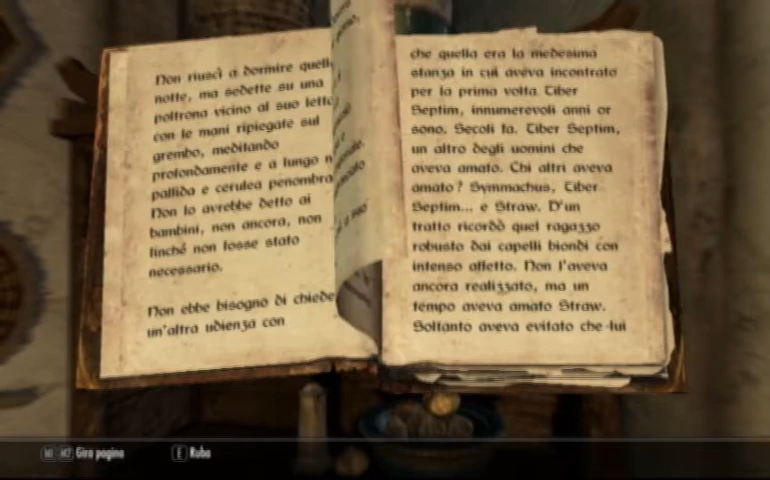 Non riuscì a dormire quell
notte, ma sedette su una
poltrona vicino al suo letto
con le mani ripiegate sul
grembo, meditando
profondamente e a lungo n
pallida e cerulea penombra
Non lo avrebbe detto ai
bambini, non ancora, non
finché non fosse stato
necessario.
Non ebbe bisogno di chiede
un'altra udienza con
che quella era la medesima
stanza in cui aveva incontrato
per la prima volta Tiber
Septim, innumerevoli anni or
sono. Secoli fa. Tiber Septim,
un altro degli uomini che
aveva amato. Chi altri aveva
amato? Symmachus, Tiber
Septim... e Straw. D'un
tratto ricordò quel ragazzo
robusto dai capelli biondi con
intenso affetto. Non l'aveva
ancora realizzato, ma un
tempo aveva amato Straw.
Soltanto aveva evitato che lui
M1 M2 Gira pagina E Ruba